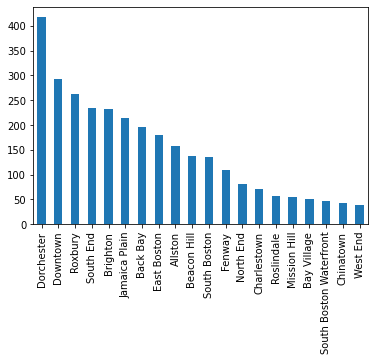 400
350
300
250
200
150
100
50
0
Dorchester
Downtown
Roxbury
South End
Brighton
Jamaica Plain
Back Bay
East Boston
Allston
Beacon Hill
South Boston
Fenway
North End
Charlestown
Roslindale
Mission Hill
Bay Village
South Boston Waterfront
Chinatown
West End